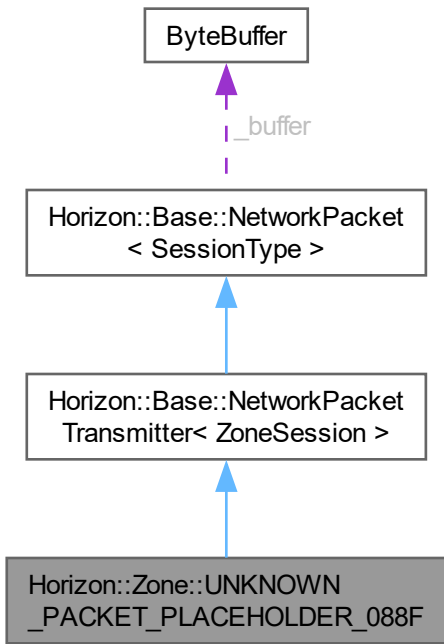 ByteBuffer
_buffer
Horizon::Base::NetworkPacket
< SessionType >
Horizon::Base::NetworkPacket
Transmitter< ZoneSession >
Horizon::Zone::UNKNOWN
_PACKET_PLACEHOLDER_088F